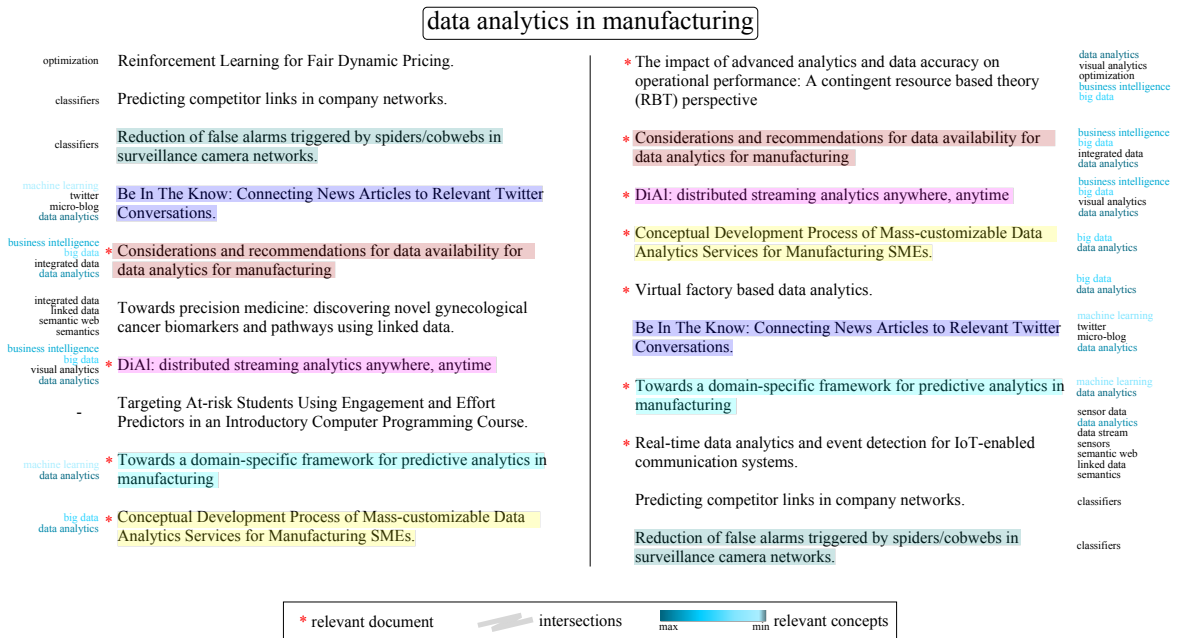 data analytics in manufacturing
optimization
Reinforcement Learning for Fair Dynamic Pricing.
classifiers
Predicting competitor links in company networks.
classifiers
Reduction of false alarms triggered by spiders/cobwebs in
surveillance camera networks.
machine learning
twitter
micro-blog
data analytics
Be In The Know: Connecting News Articles to Relevant Twitter
Conversations.
business intelligence
big data
integrated data
data analytics
* Considerations and recommendations for data availability for
data analytics for manufacturing
integrated data
linked data
semantic web
semantics
Towards precision medicine: discovering novel gynecological
cancer biomarkers and pathways using linked data.
business intelligence
big data
visual analytics
data analytics
* DiAl: distributed streaming analytics anywhere, anytime
-
Targeting At-risk Students Using Engagement and Effort
Predictors in an Introductory Computer Programming Course.
machine learning
data analytics
* Towards a domain-specific framework for predictive analytics in
manufacturing
big data
data analytics
* Conceptual Development Process of Mass-customizable Data
Analytics Services for Manufacturing SMEs.
* The impact of advanced analytics and data accuracy on
operational performance: A contingent resource based theory
(RBT) perspective
data analytics
visual analytics
optimization
business intelligence
big data
* Considerations and recommendations for data availability for
data analytics for manufacturing
business intelligence
big data
integrated data
data analytics
* DiAl: distributed streaming analytics anywhere, anytime
business intelligence
big data
visual analytics
data analytics
* Conceptual Development Process of Mass-customizable Data
Analytics Services for Manufacturing SMEs.
big data
data analytics
* Virtual factory based data analytics.
big data
data analytics
Be In The Know: Connecting News Articles to Relevant Twitter
Conversations.
machine learning
twitter
micro-blog
data analytics
* Towards a domain-specific framework for predictive analytics in
manufacturing
machine learning
data analytics
* Real-time data analytics and event detection for IoT-enabled
communication systems.
sensor data
data analytics
data stream
sensors
semantic web
linked data
semantics
Predicting competitor links in company networks.
classifiers
Reduction of false alarms triggered by spiders/cobwebs in
surveillance camera networks.
classifiers
* relevant document
intersections
max
min
relevant concepts